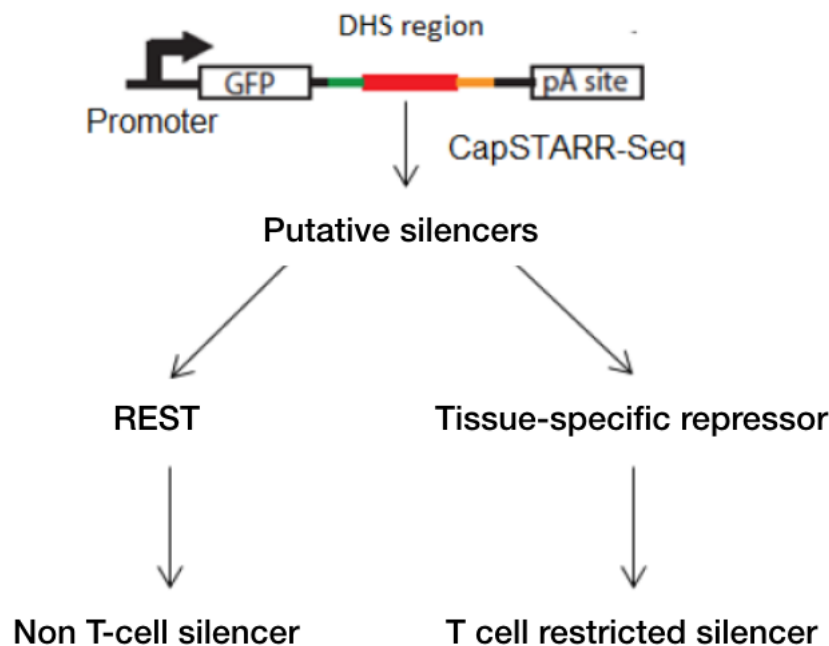 DHS region
GFP
pA site
Promoter
CapSTARR-Seq
Putative silencers
REST
Tissue-specific repressor
Non T-cell silencer
T cell restricted silencer